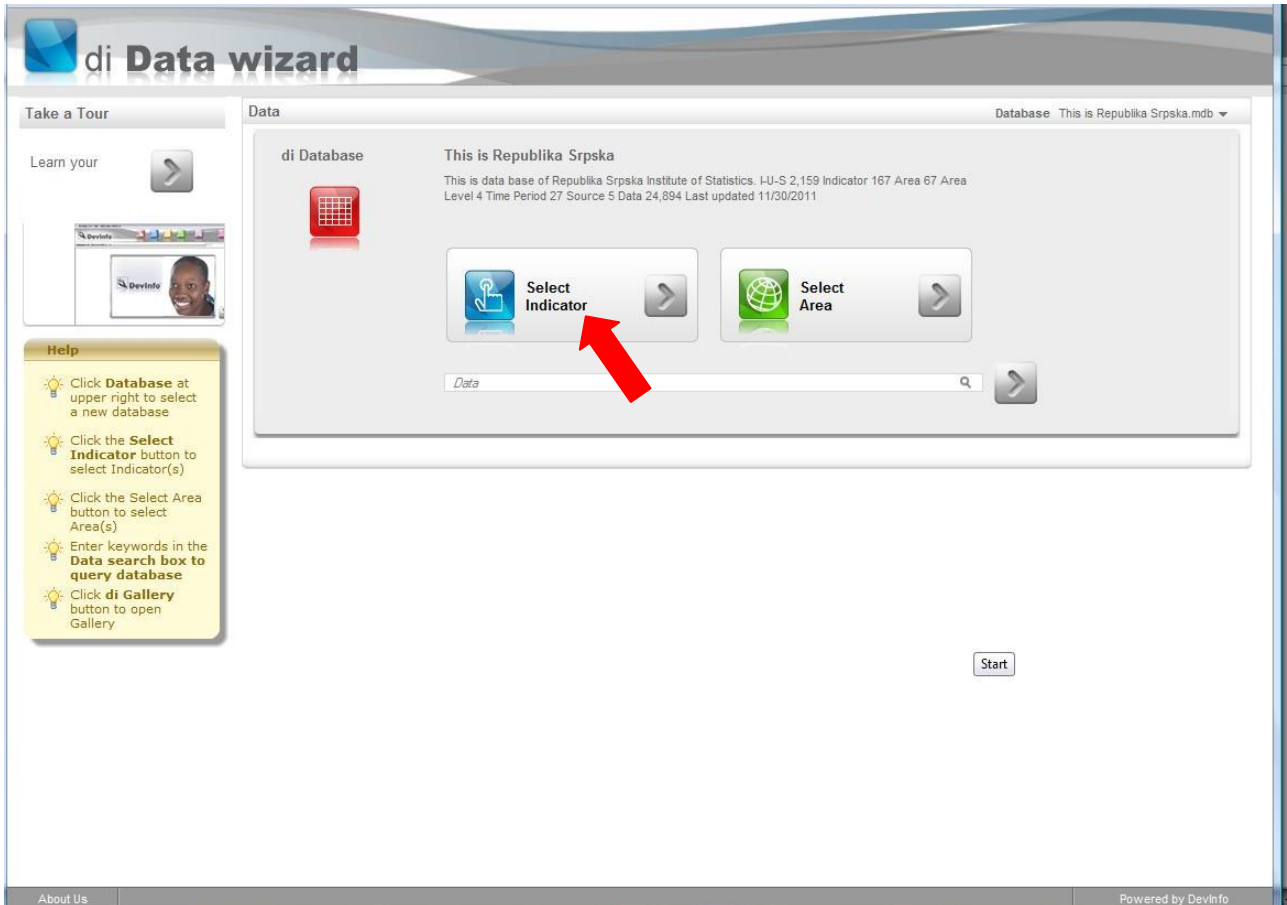 di Data wizard
Take a Tour
Learn your
DevInfo
DevInfo
Help
Click Database at
upper right to select
a new database
Click the Select
Indicator button to
select Indicator(s)
Click the Select Area
button to select
Area(s)
Enter keywords in the
Data search box to
query database
Click di Gallery
button to open
Gallery
Data
Database This is Republika Srpska.mdb
di Database
This is Republika Srpska
This is data base of Republika Srpska Institute of Statistics. I-U-S 2,159 Indicator 167 Area 67 Area
Level 4 Time Period 27 Source 5 Data 24,894 Last updated 11/30/2011
Select
Indicator
Select
Area
Data
Start
About Us
Powered by DevInfo